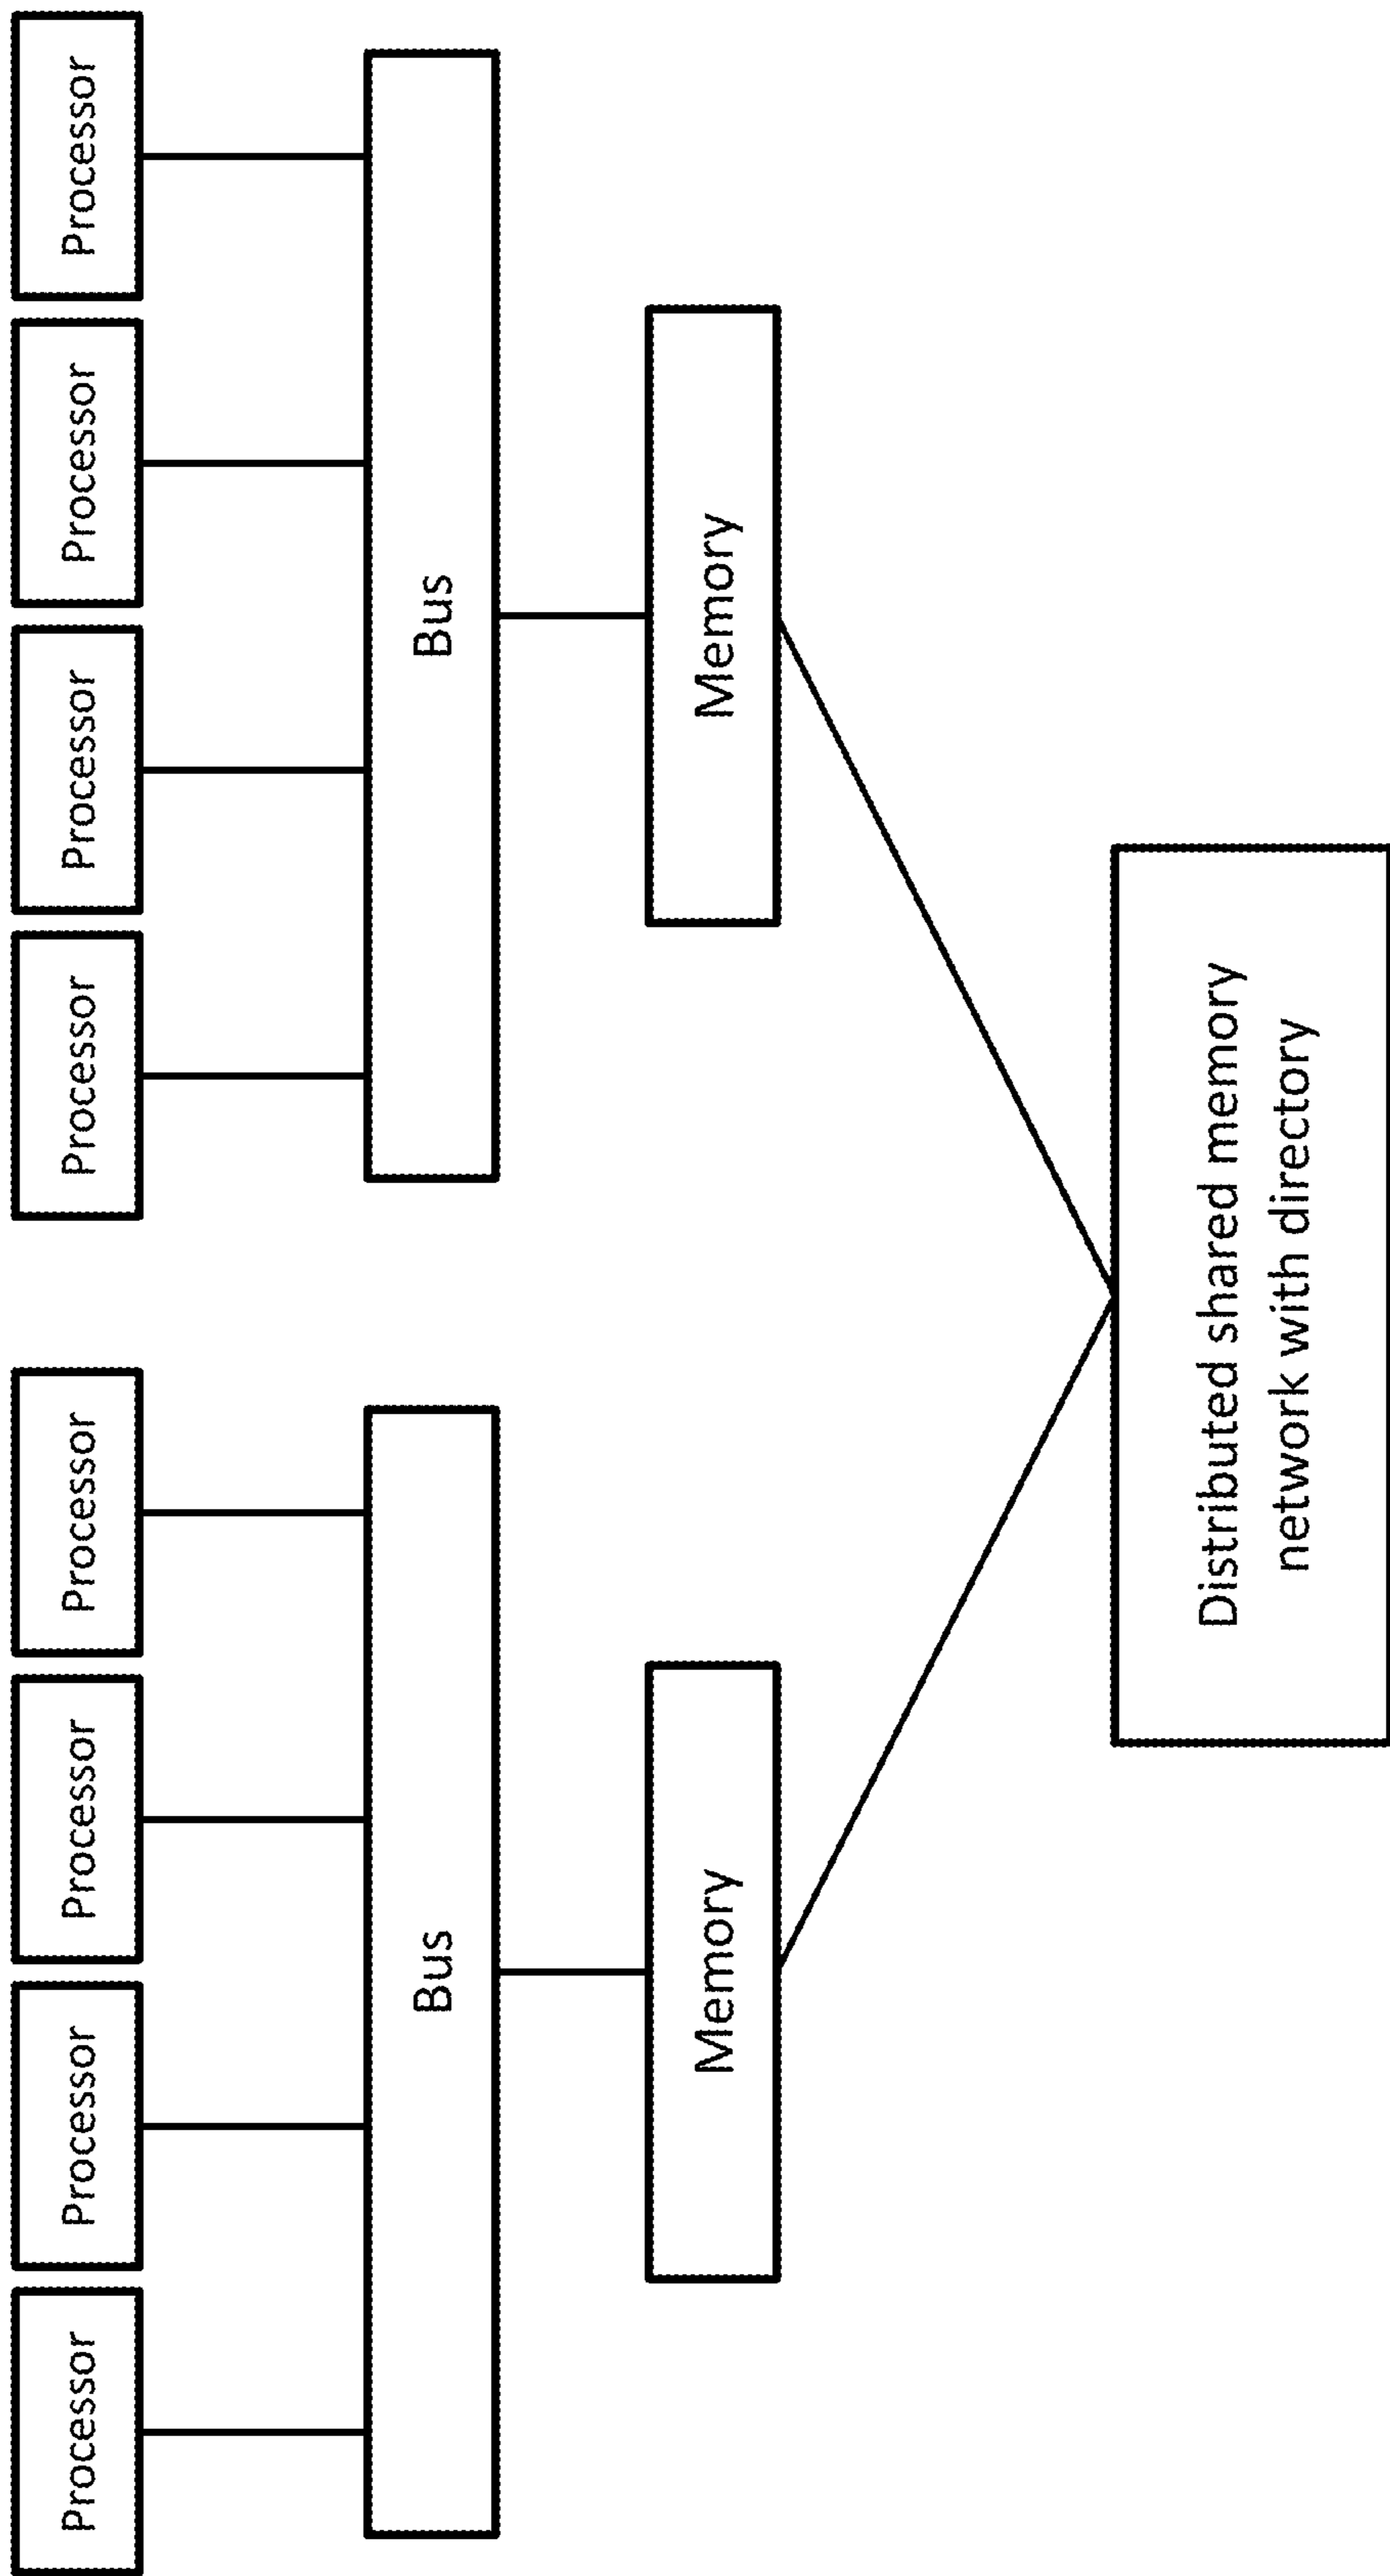 Processor
Processor
Processor
Processor
Processor
Processor
Processor
Processor
Bus
Bus
Memory
Memory
Distributed shared memory
network with directory